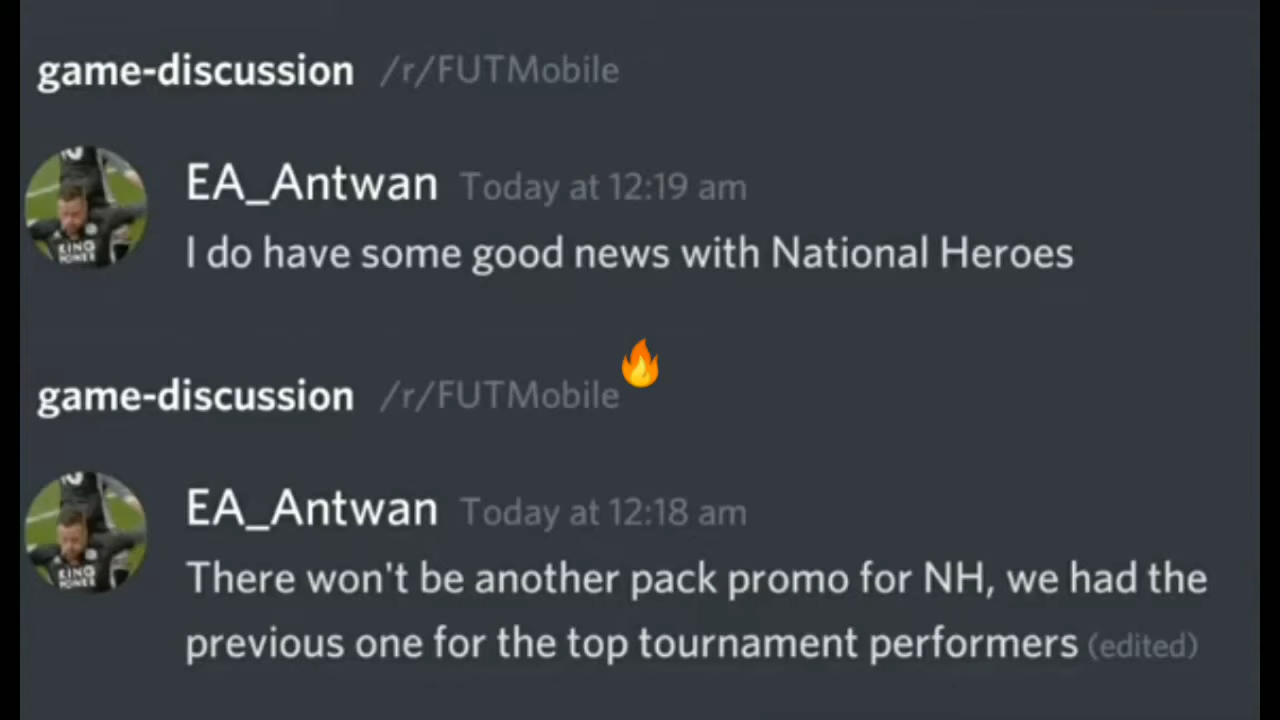 game-discussion /r/FUTMobile
EA_Antwan Today at 12:19 am
KING
I do have some good news with National Heroes
game-discussion /r/FUTMobile
EA_Antwan Today at 12:18 am
KING
There won't be another pack promo for NH, we had the
previous one for the top tournament performers (edited)